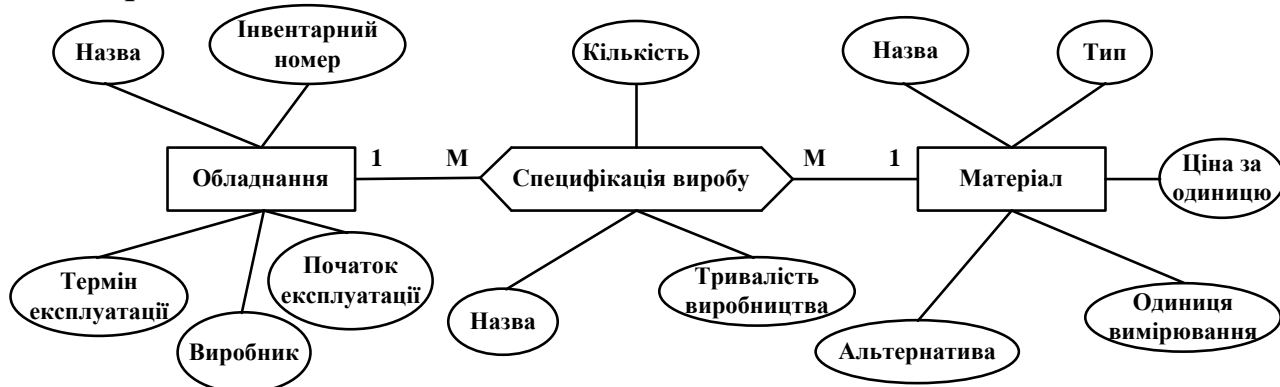 Назва
Інвентарний
номер
Кількість
Назва
Тип
1
М
М
1
Обладнання
Специфікація виробу
Матеріал
Ціна за
одиницю
Термін
експлуатації
Початок
експлуатації
Виробник
Назва
Тривалість
виробництва
Альтернатива
Одиниця
вимірювання